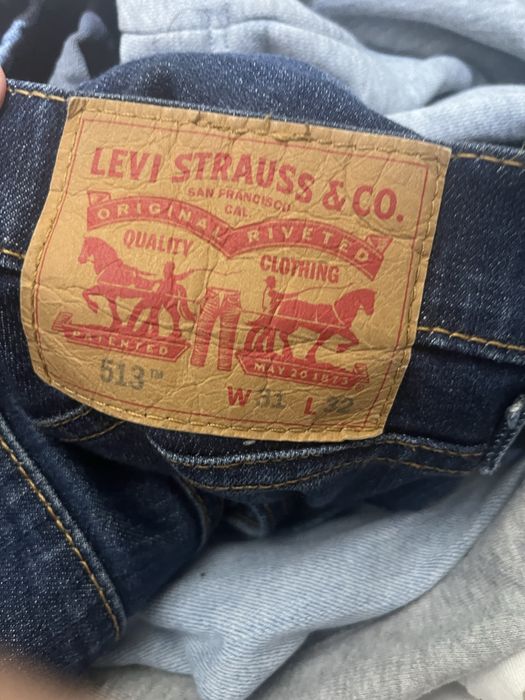 LEVI STRAUSS & CO.
SAN FRANCISCO
CAL.
ORIGINAL RIVETED
QUALITY CLOTHING
PATENTED MAY 20 1873
513™ W 31 L 32